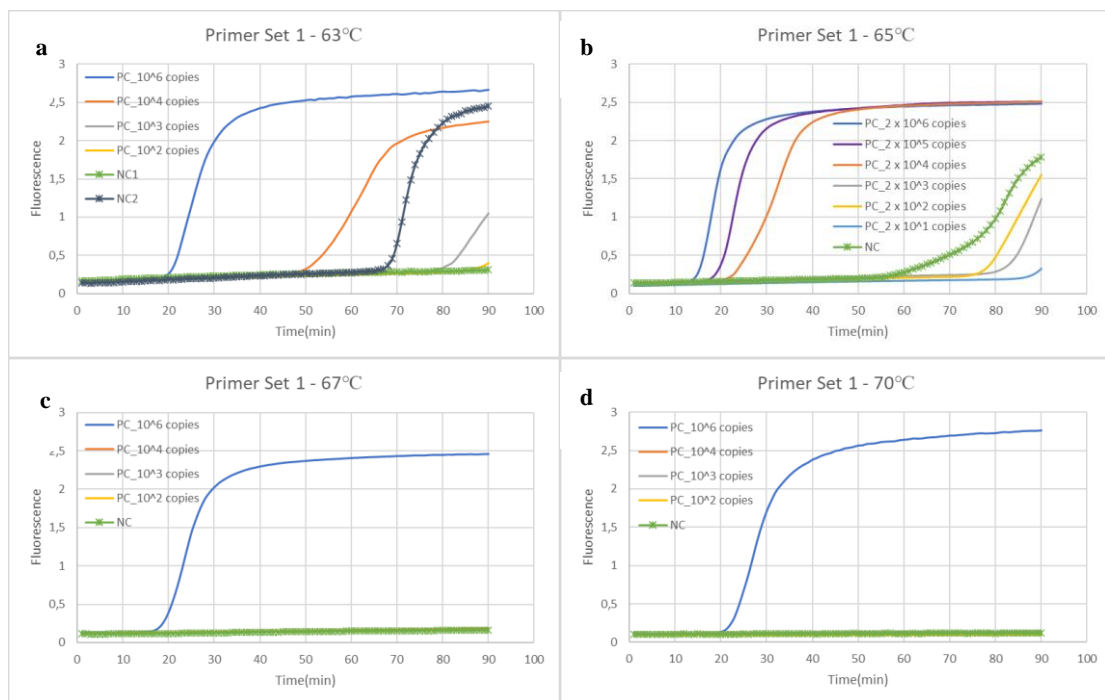 a
Primer Set 1 - 63℃
Fluorescence
3
2,5
2
1,5
1
0,5
0
PC_10^6 copies
PC_10^4 copies
PC_10^3 copies
PC_10^2 copies
NC1
NC2
0 10 20 30 40 50 60 70 80 90 100
Time(min)
b
Primer Set 1 - 65℃
Fluorescence
3
2,5
2
1,5
1
0,5
0
PC_2 x 10^6 copies
PC_2 x 10^5 copies
PC_2 x 10^4 copies
PC_2 x 10^3 copies
PC_2 x 10^2 copies
PC_2 x 10^1 copies
NC
0 10 20 30 40 50 60 70 80 90 100
Time(min)
c
Primer Set 1 - 67℃
Fluorescence
3
2,5
2
1,5
1
0,5
0
PC_10^6 copies
PC_10^4 copies
PC_10^3 copies
PC_10^2 copies
NC
0 10 20 30 40 50 60 70 80 90 100
Time(min)
d
Primer Set 1 - 70℃
Fluorescence
3
2,5
2
1,5
1
0,5
0
PC_10^6 copies
PC_10^4 copies
PC_10^3 copies
PC_10^2 copies
NC
0 10 20 30 40 50 60 70 80 90 100
Time(min)